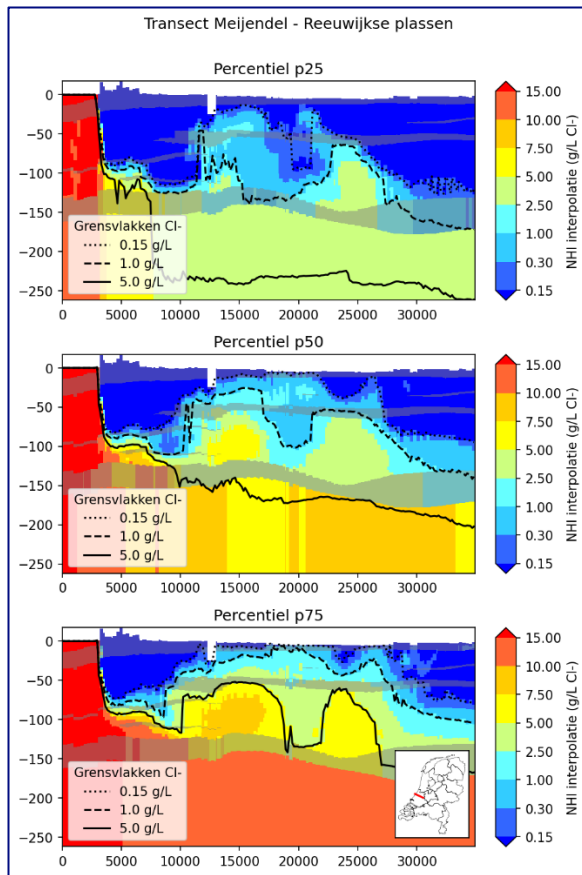 Transect Meijendel - Reeuwijkse plassen
Percentiel p25
0
−50
−100
−150
−200
−250
Grensvlakken Cl-
0.15 g/L
1.0 g/L
5.0 g/L
0 5000 10000 15000 20000 25000 30000
15.00
10.00
7.50
5.00
2.50
1.00
0.30
0.15
NHI interpolatie (g/L Cl-)
Percentiel p50
0
−50
−100
−150
−200
−250
Grensvlakken Cl-
0.15 g/L
1.0 g/L
5.0 g/L
0 5000 10000 15000 20000 25000 30000
15.00
10.00
7.50
5.00
2.50
1.00
0.30
0.15
NHI interpolatie (g/L Cl-)
Percentiel p75
0
−50
−100
−150
−200
−250
Grensvlakken Cl-
0.15 g/L
1.0 g/L
5.0 g/L
0 5000 10000 15000 20000 25000 30000
15.00
10.00
7.50
5.00
2.50
1.00
0.30
0.15
NHI interpolatie (g/L Cl-)